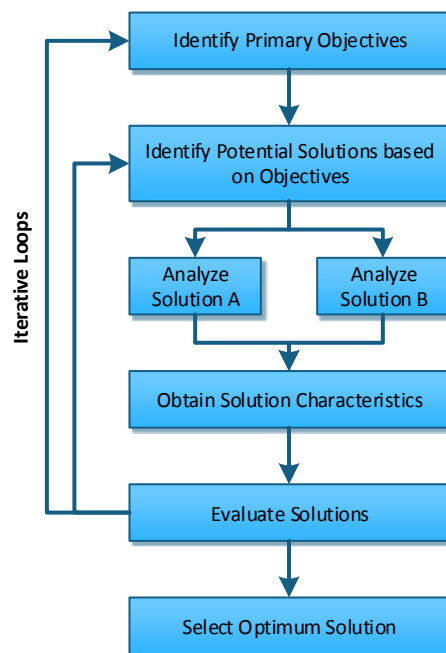 Identify Primary Objectives
Identify Potential Solutions based
on Objectives
Iterative Loops
Analyze
Solution A
Analyze
Solution B
Obtain Solution Characteristics
Evaluate Solutions
Select Optimum Solution